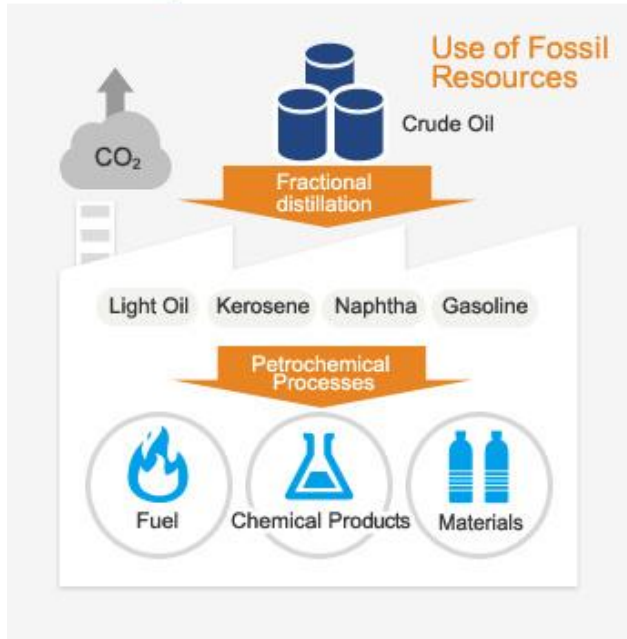 Use of Fossil
Resources
Crude Oil
CO₂
Fractional
distillation
Light Oil Kerosene Naphtha Gasoline
Petrochemical
Processes
Fuel Chemical Products Materials